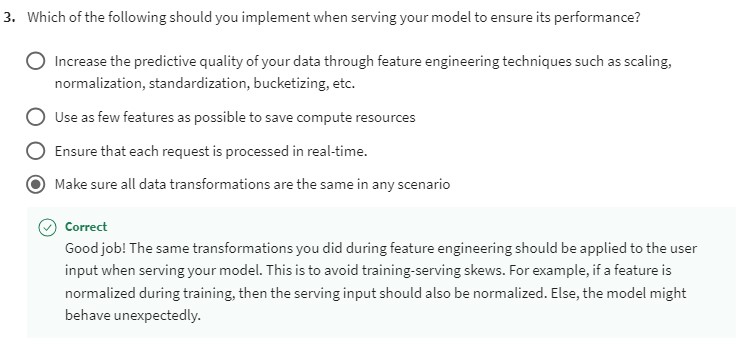 3. Which of the following should you implement when serving your model to ensure its performance?
Increase the predictive quality of your data through feature engineering techniques such as scaling,
normalization, standardization, bucketizing, etc.
Use as few features as possible to save compute resources
Ensure that each request is processed in real-time.
Make sure all data transformations are the same in any scenario
Correct
Good job! The same transformations you did during feature engineering should be applied to the user
input when serving your model. This is to avoid training-serving skews. For example, if a feature is
normalized during training, then the serving input should also be normalized. Else, the model might
behave unexpectedly.